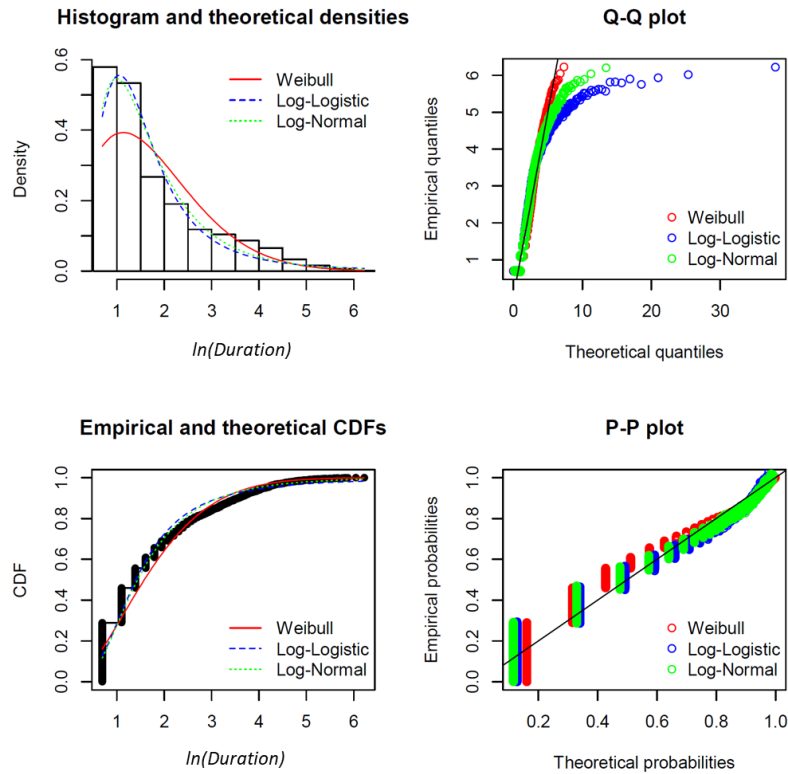 Histogram and theoretical densities
Density
0.0 0.2 0.4 0.6
Weibull
Log-Logistic
Log-Normal
1 2 3 4 5 6
ln(Duration)
Q-Q plot
Empirical quantiles
1 2 3 4 5 6
Weibull
Log-Logistic
Log-Normal
0 10 20 30
Theoretical quantiles
Empirical and theoretical CDFs
CDF
0.0 0.2 0.4 0.6 0.8 1.0
Weibull
Log-Logistic
Log-Normal
1 2 3 4 5 6
ln(Duration)
P-P plot
Empirical probabilities
0.0 0.2 0.4 0.6 0.8 1.0
Weibull
Log-Logistic
Log-Normal
0.2 0.4 0.6 0.8 1.0
Theoretical probabilities